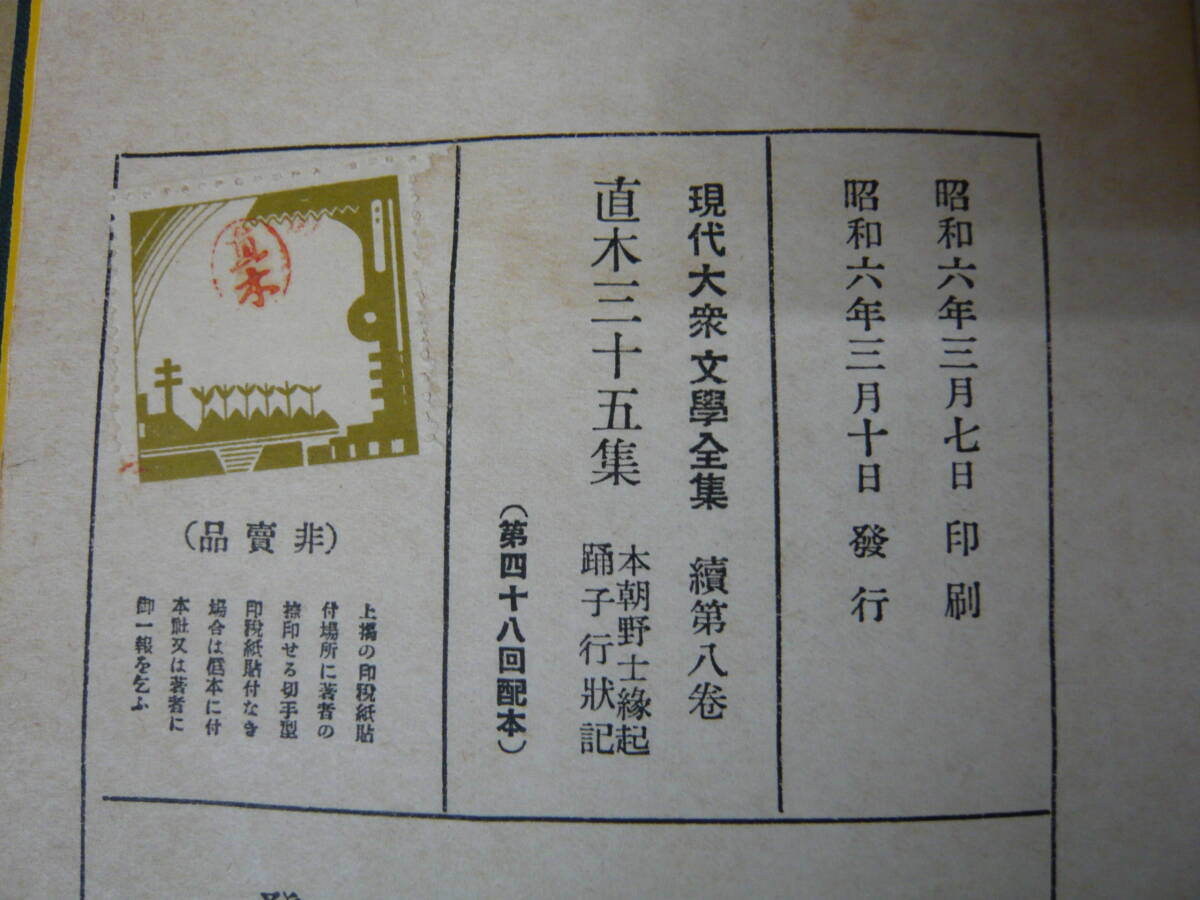 昭和六年三月七日 印刷
昭和六年三月十日 發行
現代大衆文學全集 續第八卷
直木三十五集
本朝野士緣起
踊子行狀記
(第四十八回配本)
直木
(非賣品)
上揭の印稅紙貼
付場所に著者の
捺印せる切手型
印稅紙貼付なき
場合は僞本に付
本社又は著者に
御一報を乞ふ